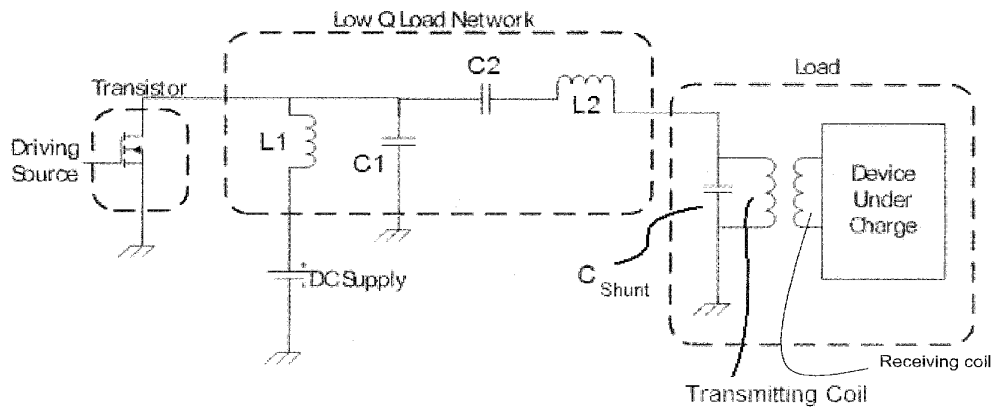 Low Q Load Network
C2
Load
Transistor
L2
Driving
Source
L1
C1
Device
Under
Charge
+
DC Supply
-
C Shunt
Receiving coil
Transmitting Coil